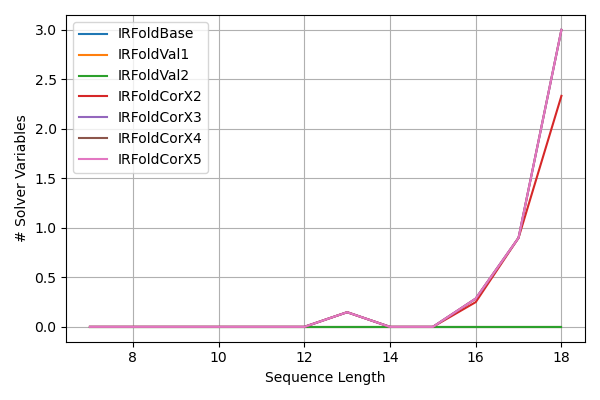 3.0
2.5
2.0
1.5
1.0
0.5
0.0
# Solver Variables
IRFoldBase
IRFoldVal1
IRFoldVal2
IRFoldCorX2
IRFoldCorX3
IRFoldCorX4
IRFoldCorX5
8 10 12 14 16 18
Sequence Length